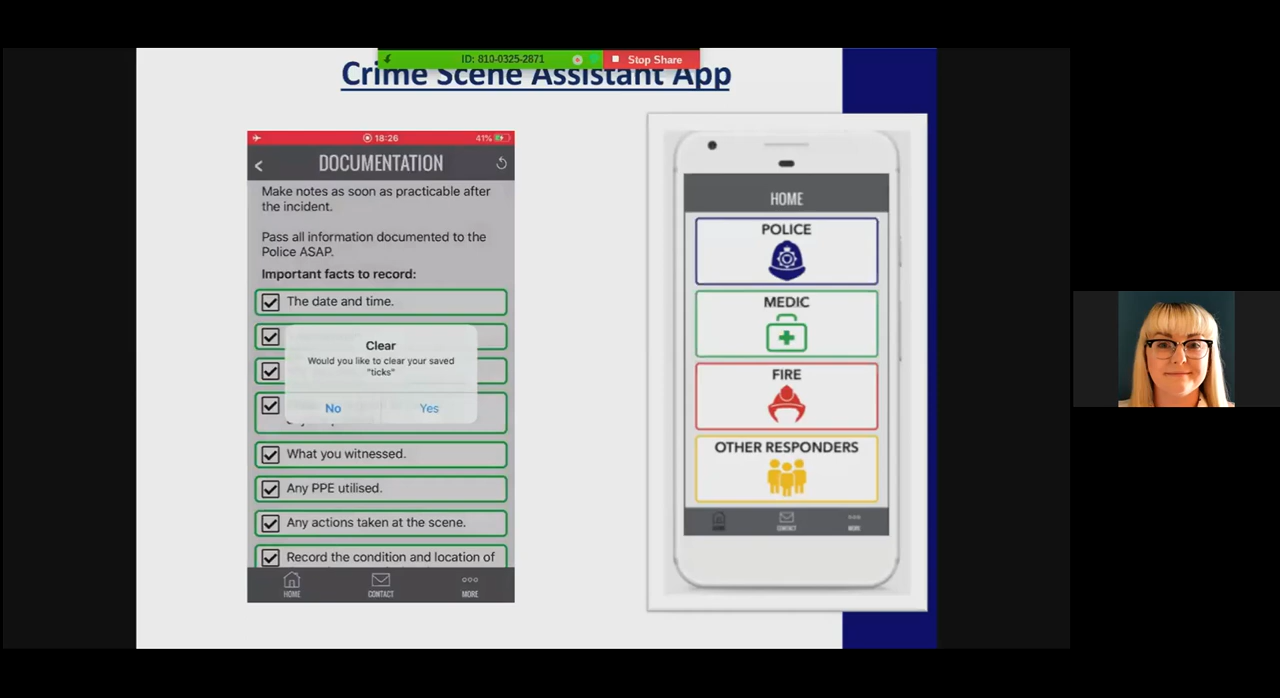 ID: 810-0325-2871
Stop Share
Crime Scene Assistant App
18:26
41%
DOCUMENTATION
Make notes as soon as practicable after
the incident.
Pass all information documented to the
Police ASAP.
Important facts to record:
The date and time.
Clear
Would you like to clear your saved
"ticks"
No
Yes
What you witnessed.
Any PPE utilised.
Any actions taken at the scene.
Record the condition and location of
HOME
CONTACT
MORE
HOME
POLICE
MEDIC
FIRE
OTHER RESPONDERS
HOME
CONTACT
MORE